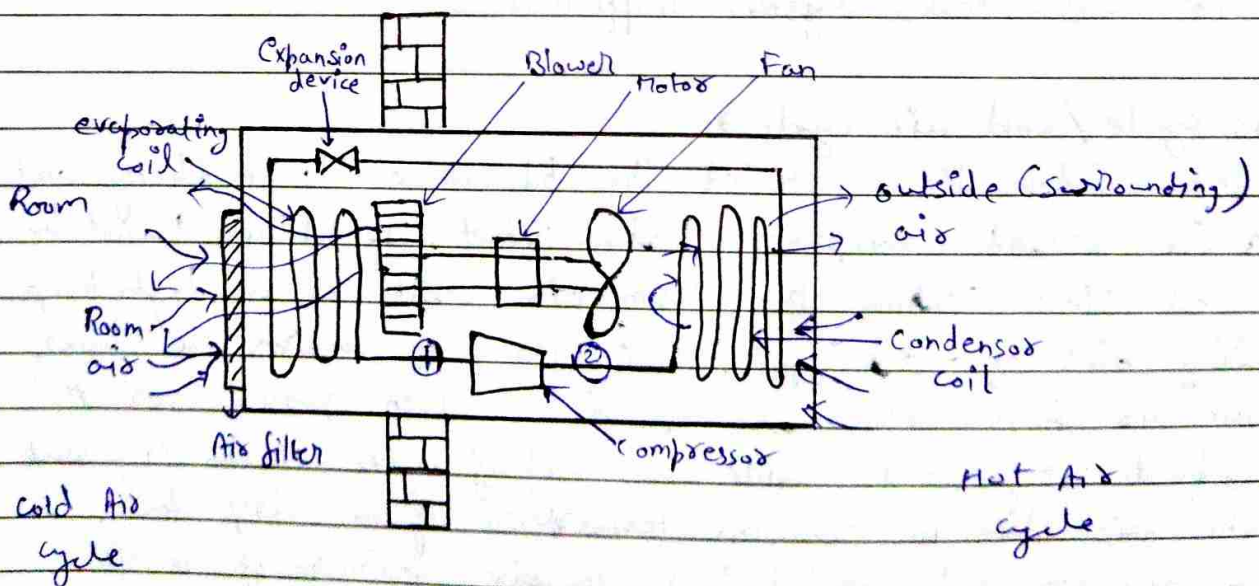 Expansion
device
Blower
Motor
Fan
evaporating
coil
Room
outside (surrounding)
air
Room
air
①
②
Condensor
coil
Air filter
Compressor
Cold Air
cycle
Hot Air
cycle